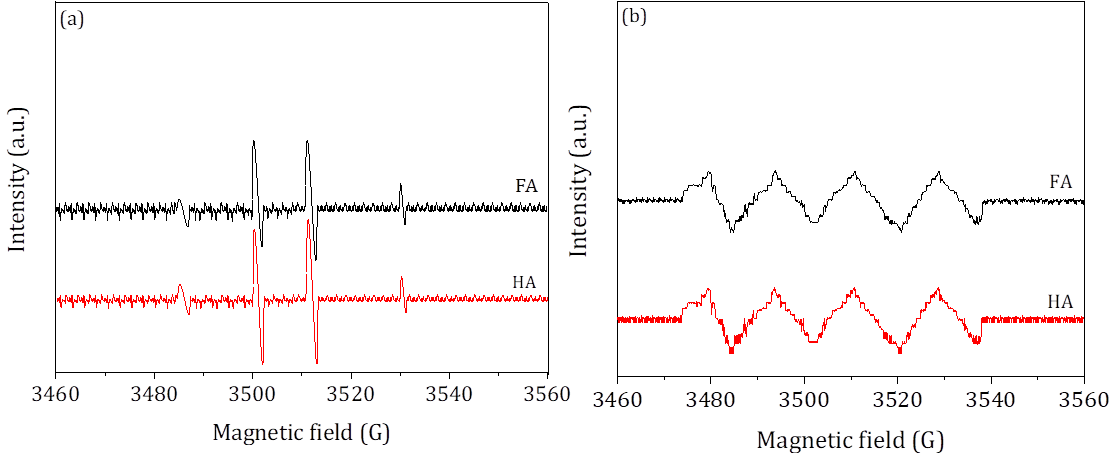 (a)
Intensity (a.u.)
FA
HA
3460 3480 3500 3520 3540 3560
Magnetic field (G)
(b)
Intensity (a.u.)
FA
HA
3460 3480 3500 3520 3540 3560
Magnetic field (G)